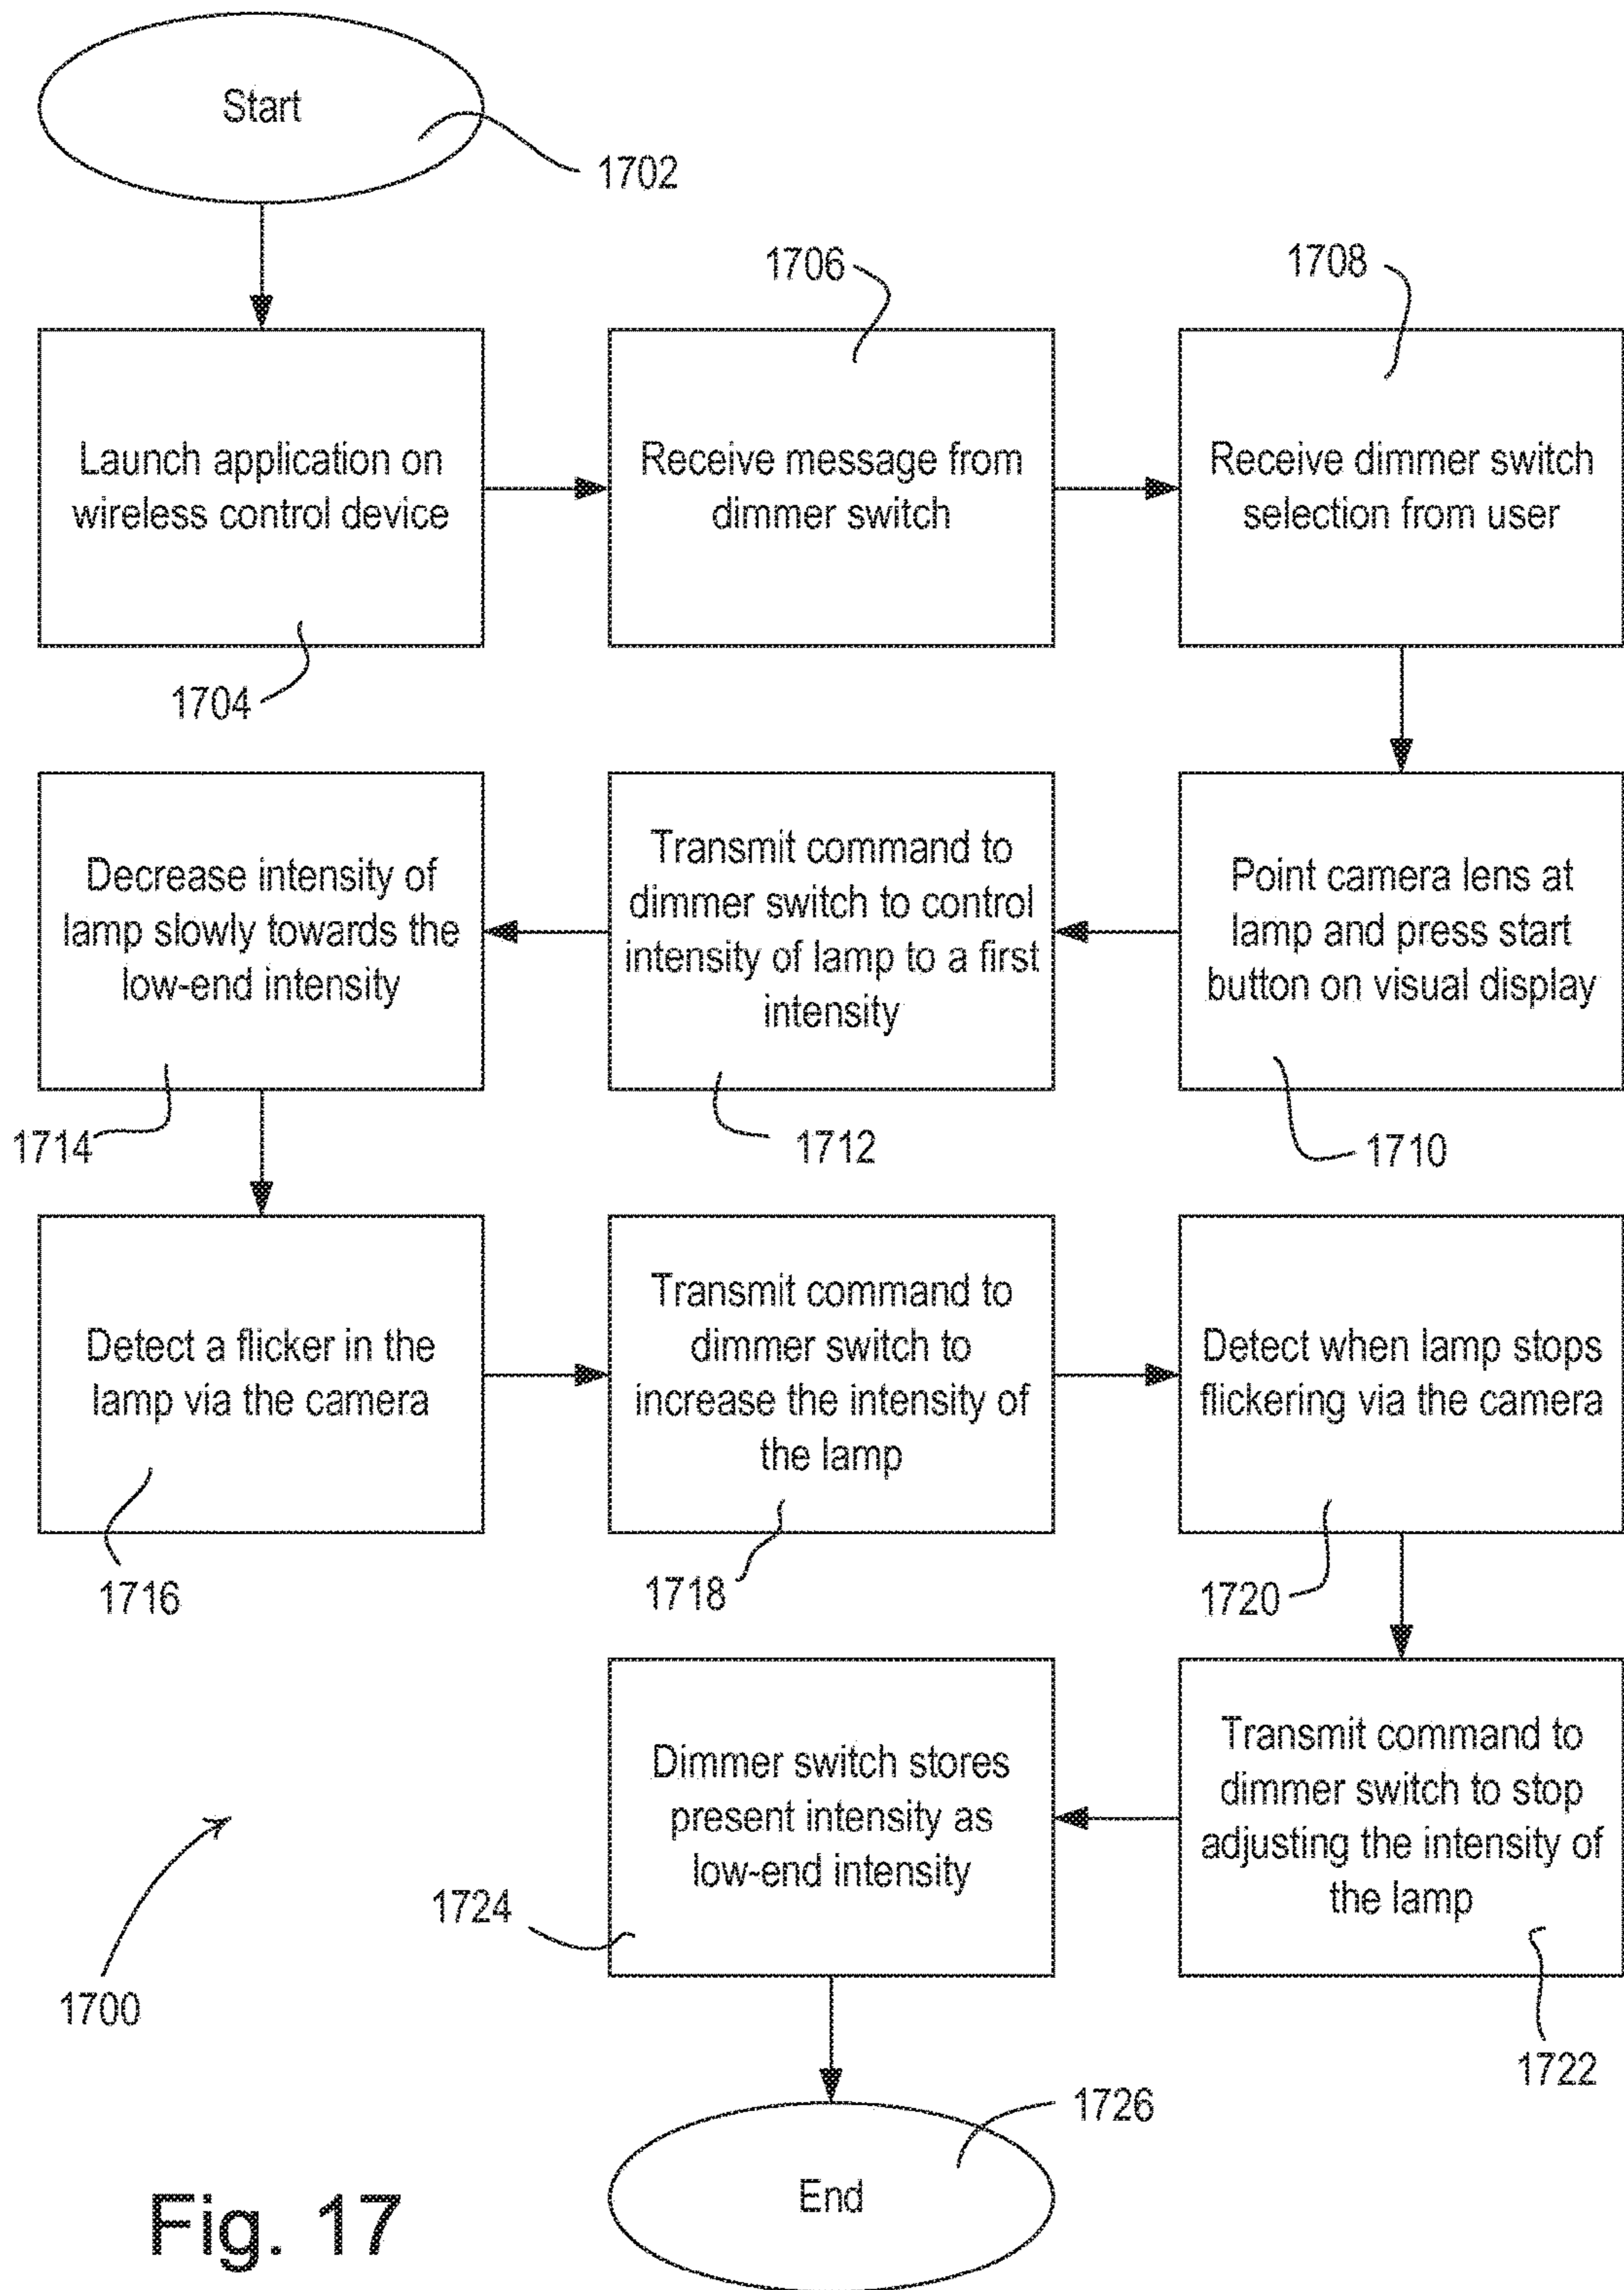 Start
1702
1706
1708
Launch application on
wireless control device
1704
Receive message from
dimmer switch
Receive dimmer switch
selection from user
Point camera lens at
lamp and press start
button on visual display
1710
Transmit command to
dimmer switch to control
intensity of lamp to a first
intensity
1712
Decrease intensity of
lamp slowly towards the
low-end intensity
1714
Detect a flicker in the
lamp via the camera
1716
Transmit command to
dimmer switch to
increase the intensity of
the lamp
1718
Detect when lamp stops
flickering via the camera
1720
Transmit command to
dimmer switch to stop
adjusting the intensity of
the lamp
1722
Dimmer switch stores
present intensity as
low-end intensity
1724
1700
1726
End
Fig. 17